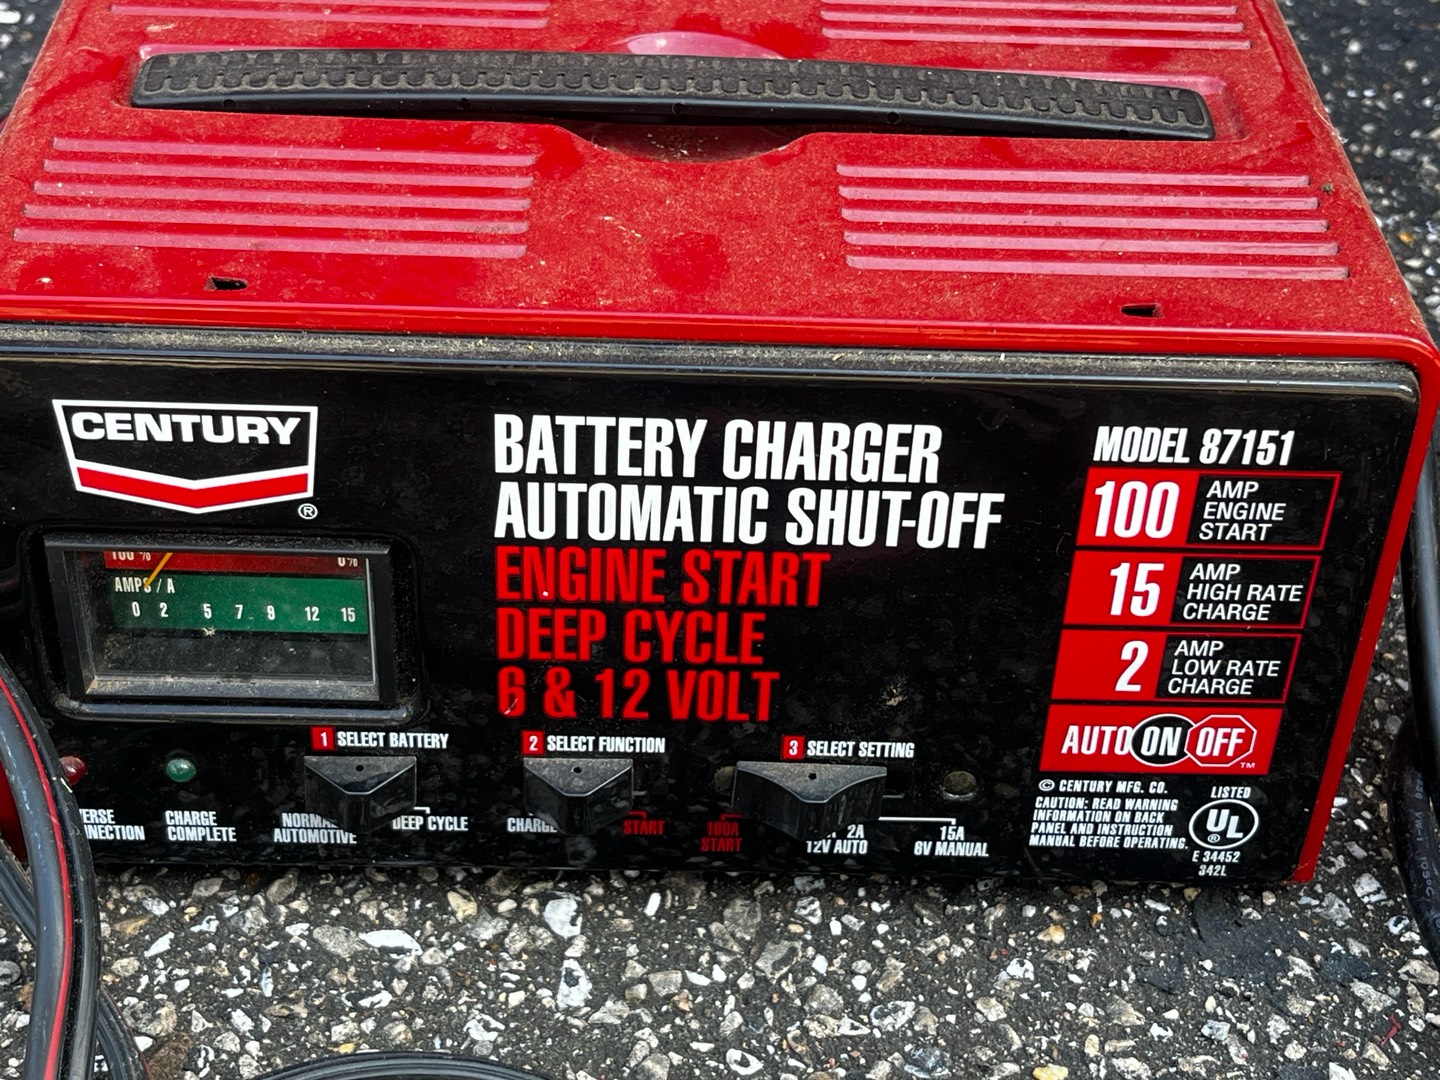 CENTURY
®
BATTERY CHARGER
AUTOMATIC SHUT-OFF
ENGINE START
DEEP CYCLE
6 & 12 VOLT
MODEL 87151
100 AMP ENGINE START
15 AMP HIGH RATE CHARGE
2 AMP LOW RATE CHARGE
AUTO ON OFF ™
100 % 0 %
AMPS / A
0 2 5 7 9 12 15
1 SELECT BATTERY
2 SELECT FUNCTION
3 SELECT SETTING
CHARGE
COMPLETE
AUTOMOTIVE
DEEP CYCLE
START
100A
START
2A
12V AUTO
15A
6V MANUAL
© CENTURY MFG. CO.
CAUTION: READ WARNING
INFORMATION ON BACK
PANEL AND INSTRUCTION
MANUAL BEFORE OPERATING.
LISTED
UL
®
E 34452
342L